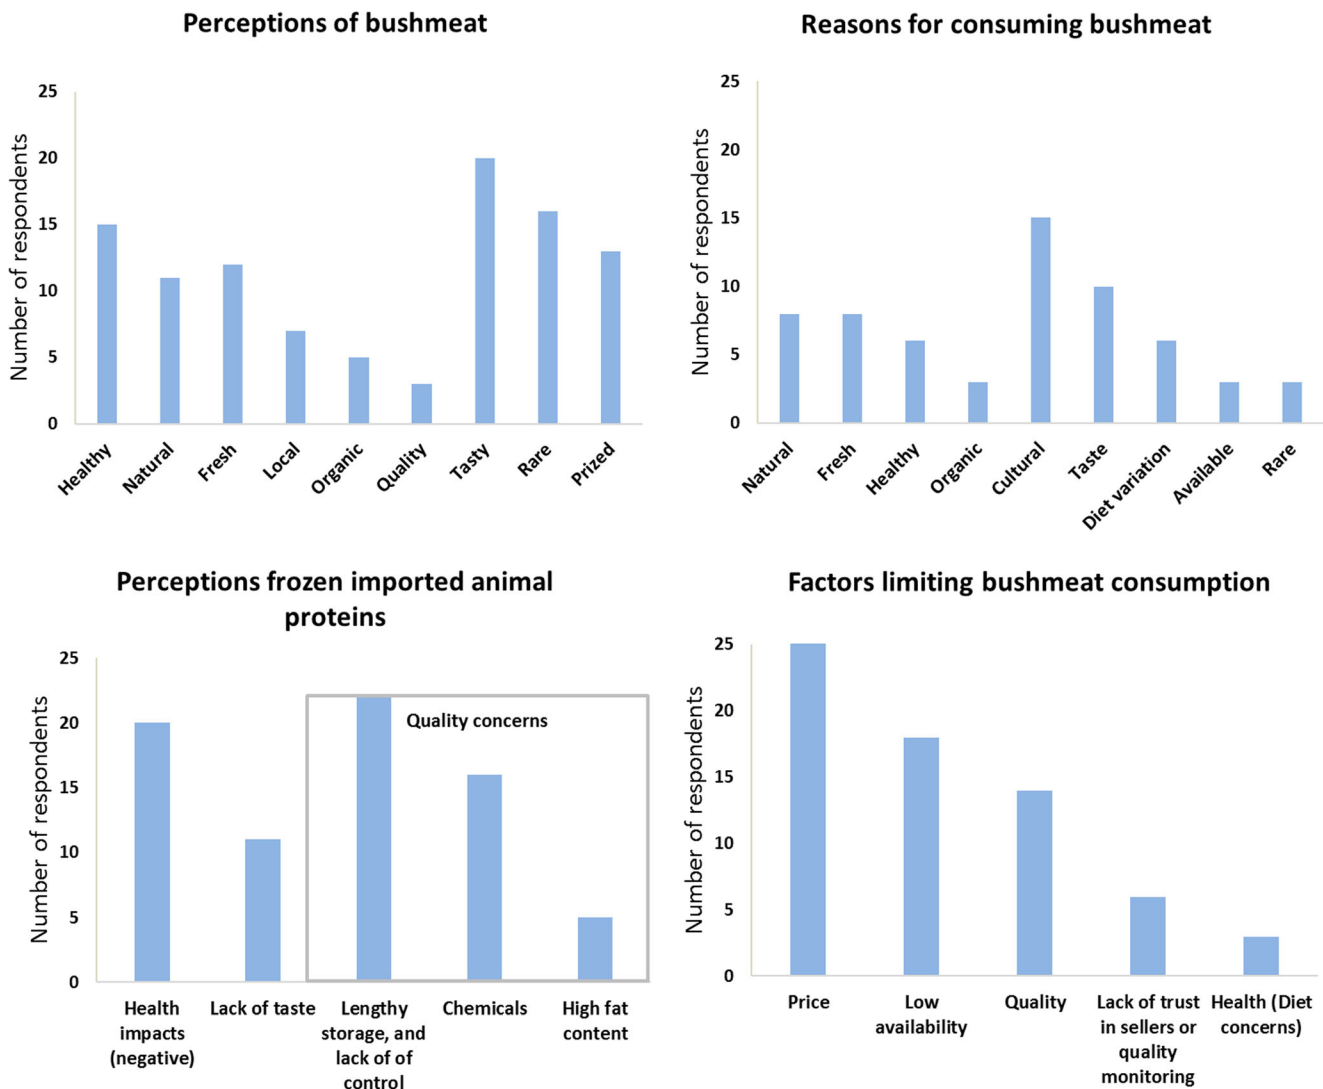 Perceptions of bushmeat
Number of respondents
25
20
15
10
5
0
Healthy
Natural
Fresh
Local
Organic
Quality
Tasty
Rare
Prized
Reasons for consuming bushmeat
Number of respondents
25
20
15
10
5
0
Natural
Fresh
Healthy
Organic
Cultural
Taste
Diet variation
Available
Rare
Perceptions frozen imported animal
proteins
Number of respondents
25
20
15
10
5
0
Quality concerns
Health
impacts
(negative)
Lack of taste
Lengthy
storage, and
lack of of
control
Chemicals
High fat
content
Factors limiting bushmeat consumption
Number of respondents
25
20
15
10
5
0
Price
Low
availability
Quality
Lack of trust
in sellers or
quality
monitoring
Health (Diet
concerns)